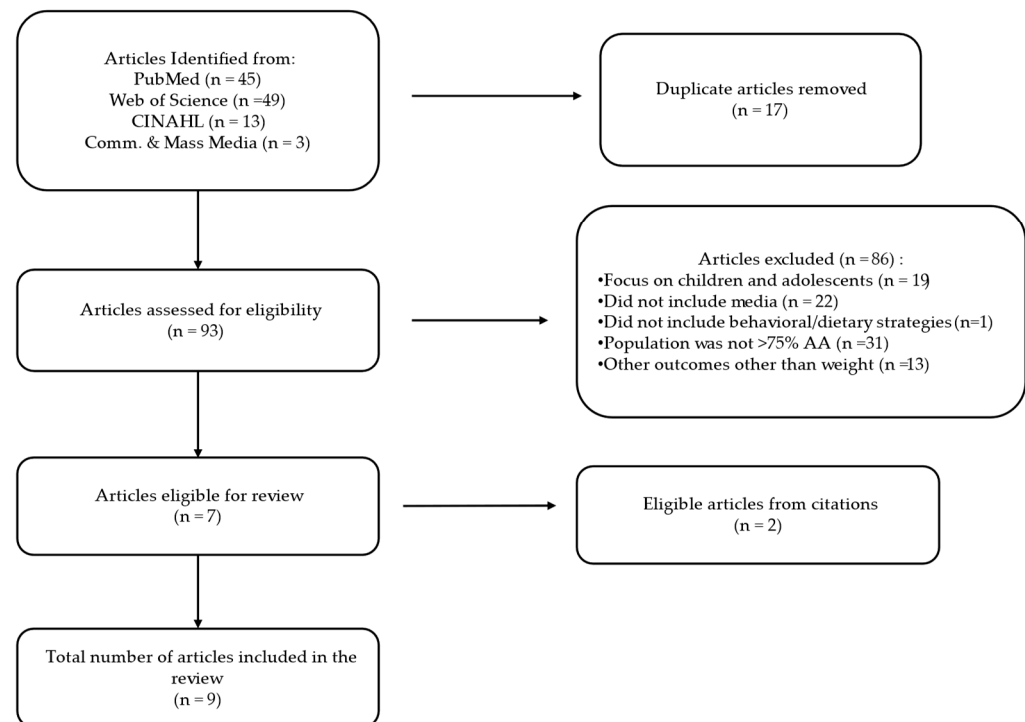 Articles Identified from:
PubMed (n = 45)
Web of Science (n =49)
CINAHL (n = 13)
Comm. & Mass Media (n = 3)
Duplicate articles removed
(n = 17)
Articles assessed for eligibility
(n = 93)
Articles excluded (n = 86) :
•Focus on children and adolescents (n = 19)
•Did not include media (n = 22)
•Did not include behavioral/dietary strategies (n=1)
•Population was not >75% AA (n =31)
•Other outcomes other than weight (n =13)
Articles eligible for review
(n = 7)
Eligible articles from citations
(n = 2)
Total number of articles included in the
review
(n = 9)